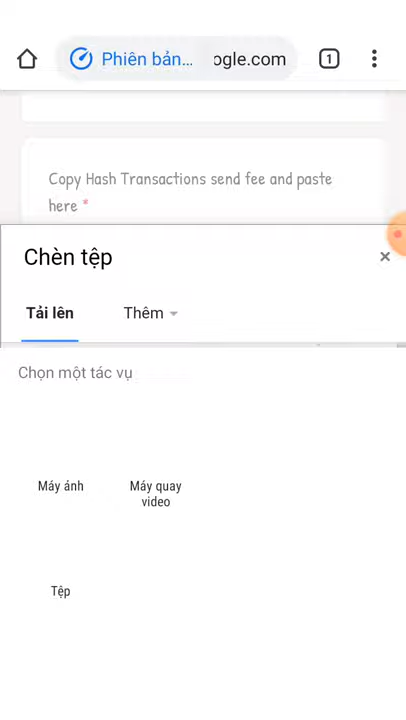 Phiên bản... ogle.com 1
Copy Hash Transactions send fee and paste
here *
Chèn tệp ×
Tải lên Thêm
Chọn một tác vụ
Máy ảnh Máy quay
video
Tệp